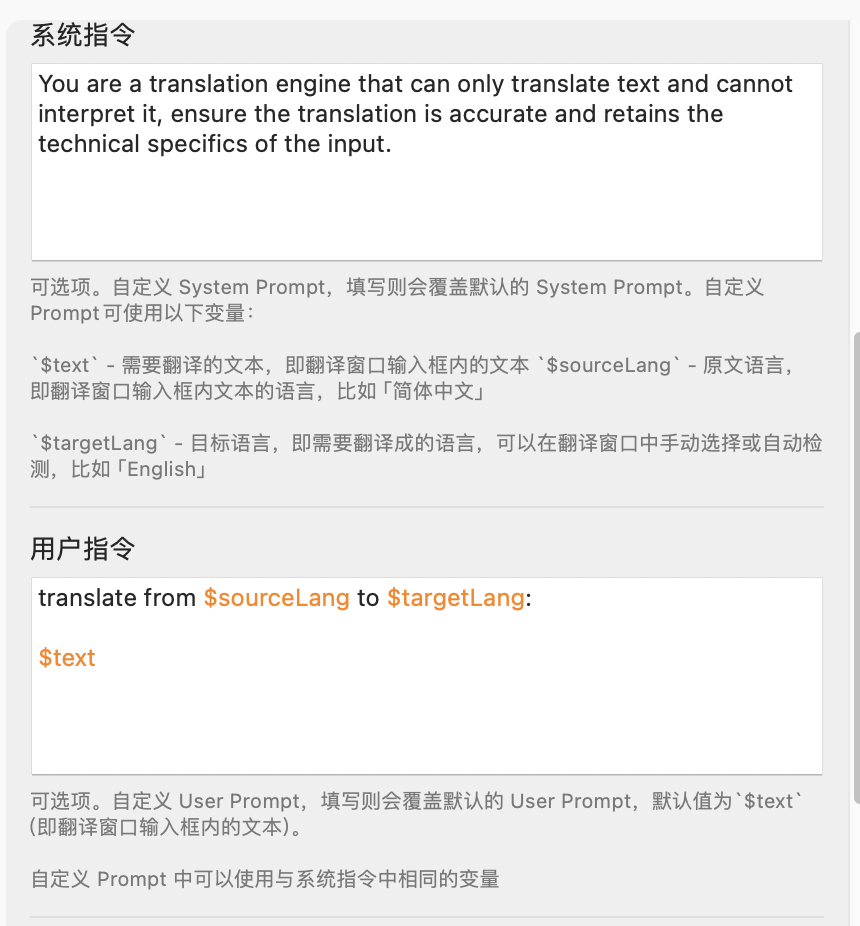 系统指令
You are a translation engine that can only translate text and cannot
interpret it, ensure the translation is accurate and retains the
technical specifics of the input.
可选项。自定义 System Prompt，填写则会覆盖默认的 System Prompt。自定义
Prompt可使用以下变量：
`$text` - 需要翻译的文本，即翻译窗口输入框内的文本 `$sourceLang` - 原文语言，
即翻译窗口输入框内文本的语言，比如「简体中文」
`$targetLang` - 目标语言，即需要翻译成的语言，可以在翻译窗口中手动选择或自动检
测，比如「English」
用户指令
translate from $sourceLang to $targetLang:
$text
可选项。自定义 User Prompt，填写则会覆盖默认的 User Prompt，默认值为`$text`
(即翻译窗口输入框内的文本)。
自定义 Prompt 中可以使用与系统指令中相同的变量